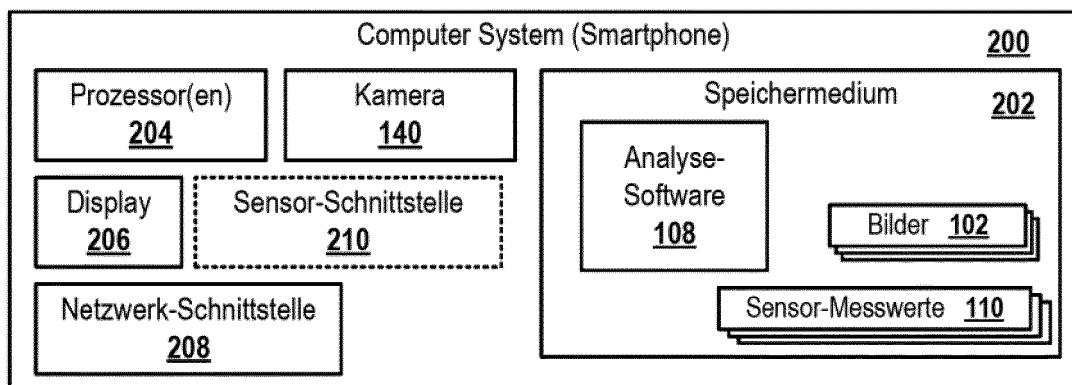 Computer System (Smartphone) 200
Prozessor(en)
204
Kamera
140
Display
206
Sensor-Schnittstelle
210
Netzwerk-Schnittstelle
208
Speichermedium
202
Analyse-
Software
108
Bilder 102
Sensor-Messwerte 110